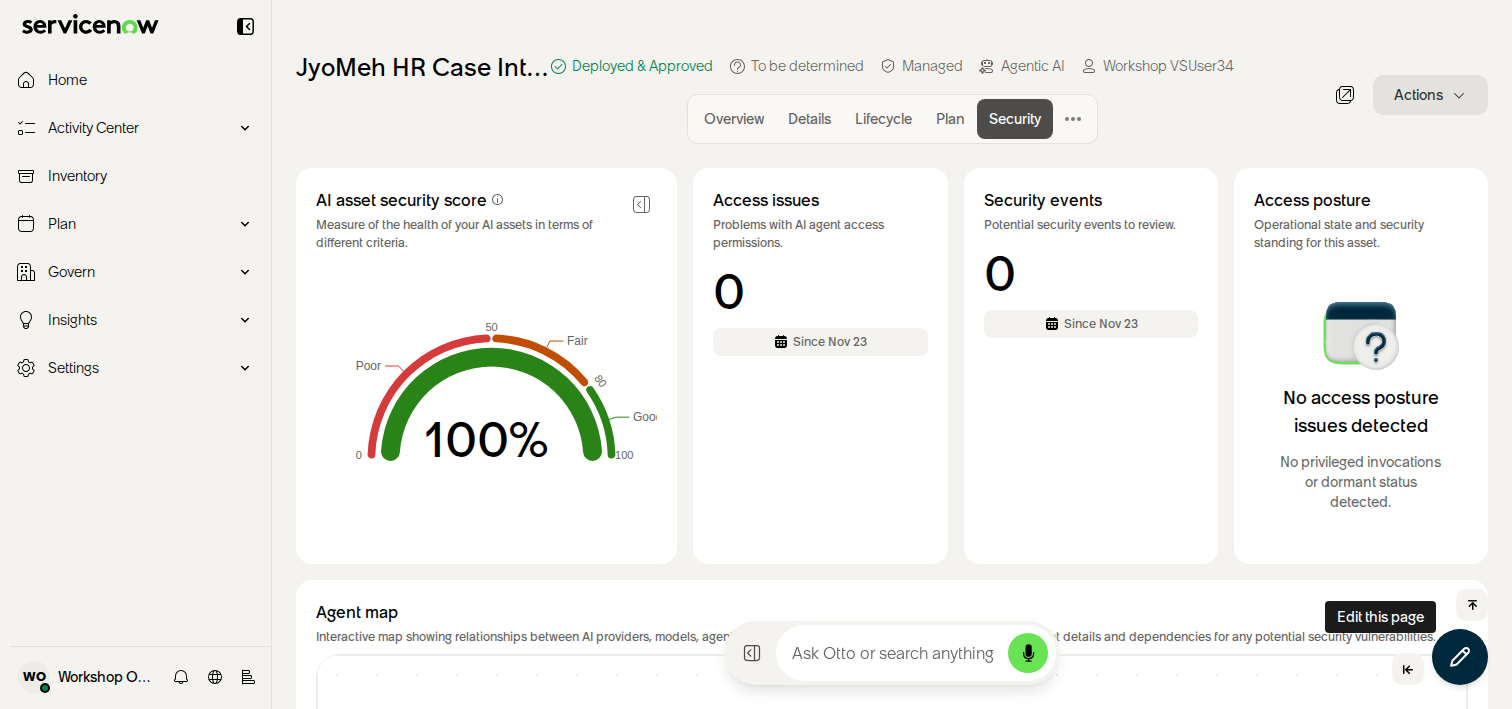 servicenow
Home
Activity Center
Inventory
Plan
Govern
Insights
Settings
WO
Workshop O...
JyoMeh HR Case Int...
Deployed & Approved
To be determined
Managed
Agentic AI
Workshop VSUser34
Actions
Overview
Details
Lifecycle
Plan
Security
AI asset security score
Measure of the health of your AI assets in terms of
different criteria.
50
Fair
Poor
80
Good
100%
0
100
Access issues
Problems with AI agent access
permissions.
0
Since Nov 23
Security events
Potential security events to review.
0
Since Nov 23
Access posture
Operational state and security
standing for this asset.
?
No access posture
issues detected
No privileged invocations
or dormant status
detected.
Agent map
Interactive map showing relationships between AI providers, models,
details and dependencies for any potential security vulnerabilities.
Edit this page
Ask Otto or search anything